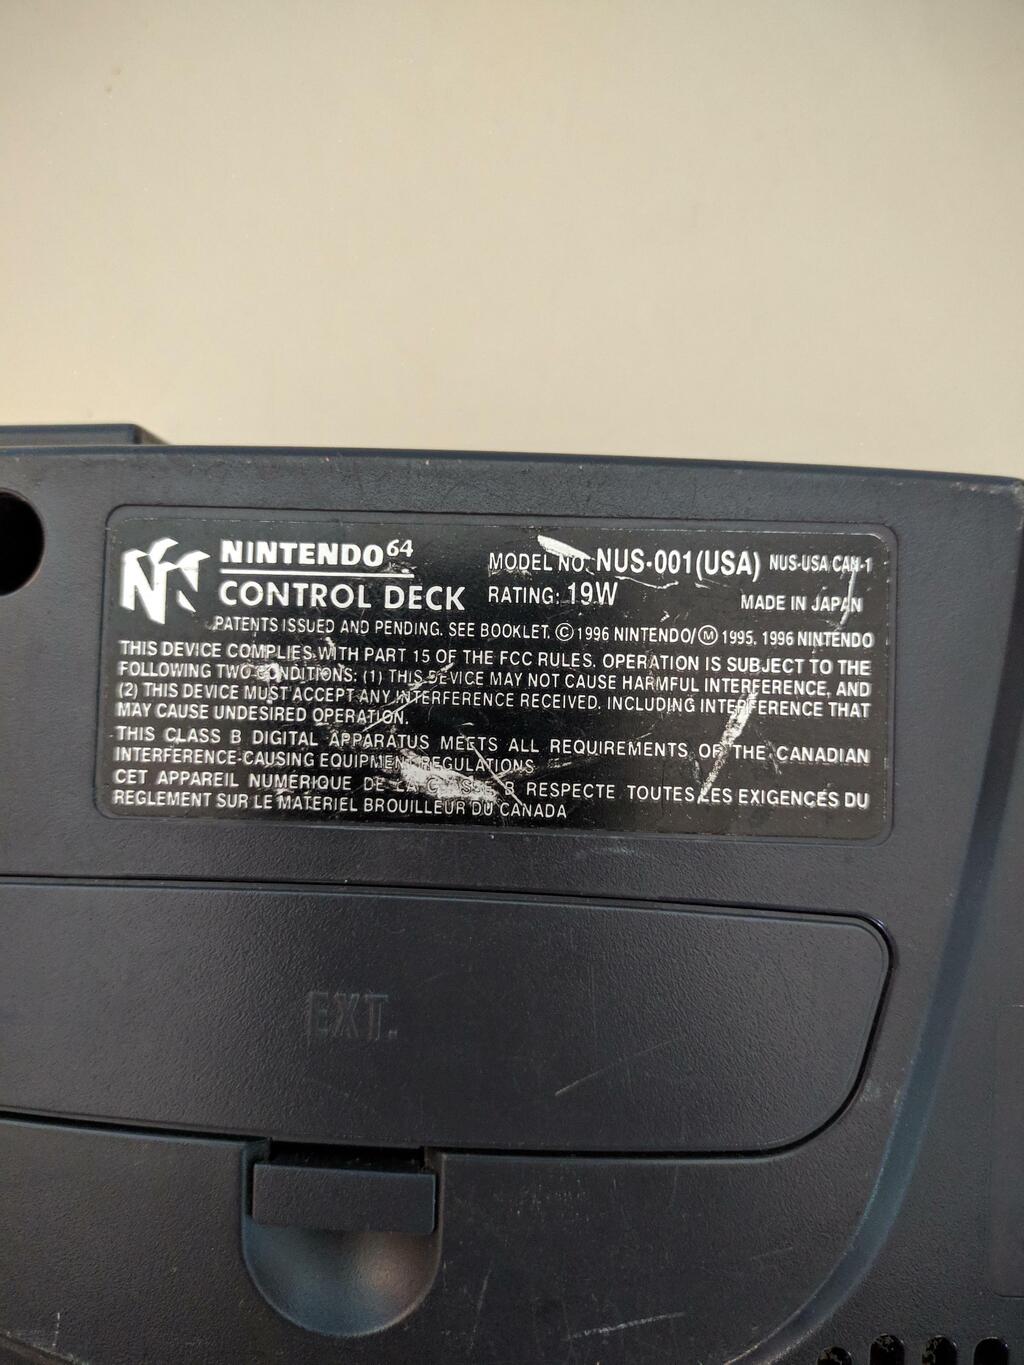 NINTENDO64
CONTROL DECK
MODEL NO. NUS-001(USA) NUS-USA CAN-1
RATING: 19W
MADE IN JAPAN
PATENTS ISSUED AND PENDING. SEE BOOKLET. © 1996 NINTENDO/Ⓜ 1995, 1996 NINTENDO
THIS DEVICE COMPLIES WITH PART 15 OF THE FCC RULES. OPERATION IS SUBJECT TO THE
FOLLOWING TWO CONDITIONS: (1) THIS DEVICE MAY NOT CAUSE HARMFUL INTERFERENCE, AND
(2) THIS DEVICE MUST ACCEPT ANY INTERFERENCE RECEIVED. INCLUDING INTERFERENCE THAT
MAY CAUSE UNDESIRED OPERATION.
THIS CLASS B DIGITAL APPARATUS MEETS ALL REQUIREMENTS OF THE CANADIAN
INTERFERENCE-CAUSING EQUIPMENT REGULATIONS
CET APPAREIL NUMERIQUE DE LA CLASSE B RESPECTE TOUTES LES EXIGENCES DU
REGLEMENT SUR LE MATERIEL BROUILLEUR DU CANADA
EXT.